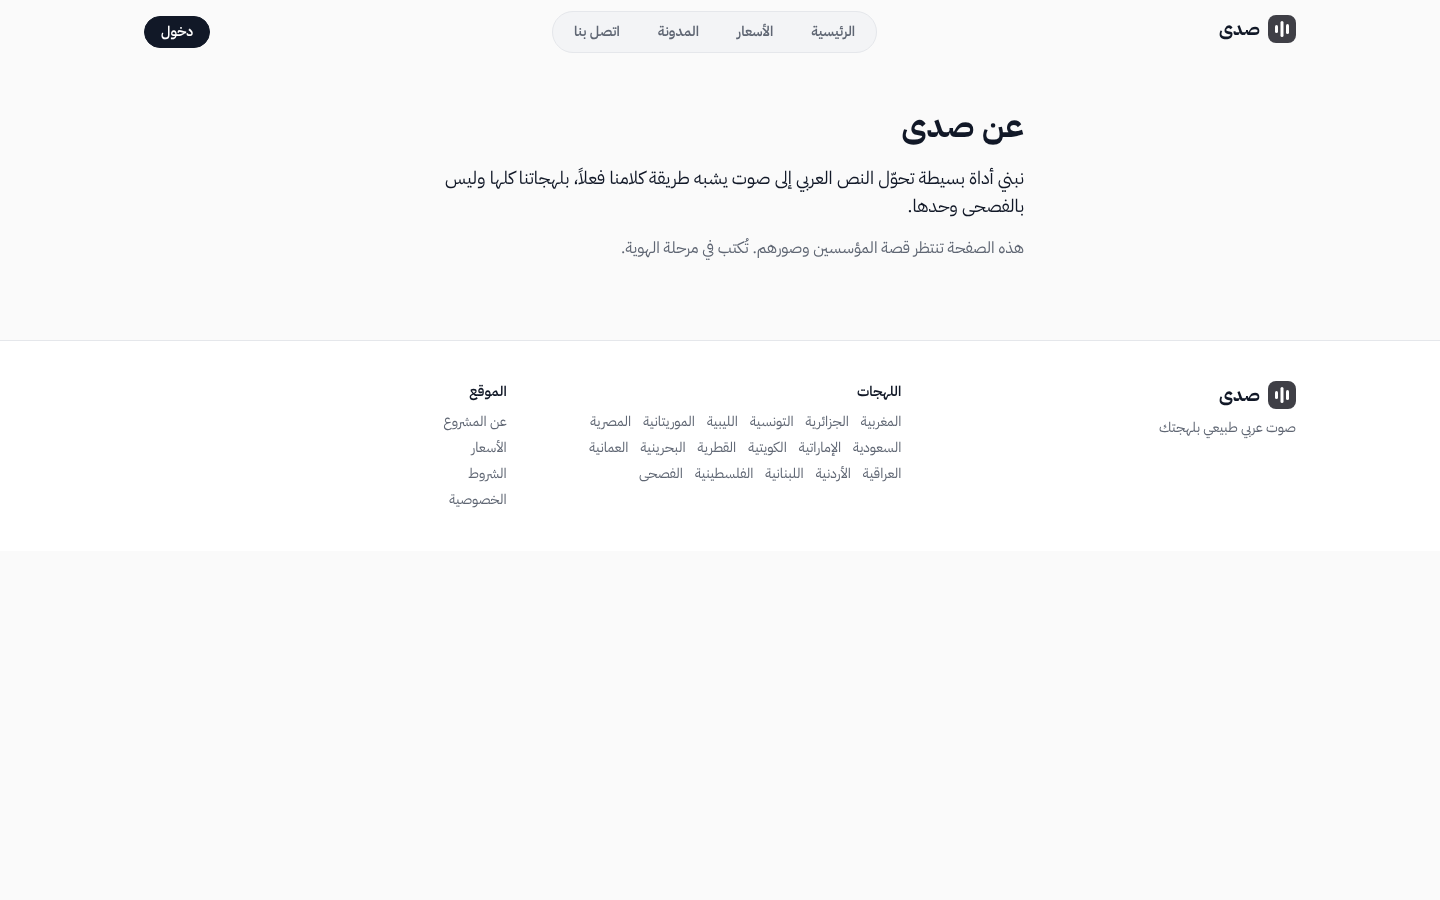 صدى
الرئيسية الأسعار المدونة اتصل بنا
دخول
عن صدى
نبني أداة بسيطة تحوّل النص العربي إلى صوت يشبه طريقة كلامنا فعلاً، بلهجاتنا كلها وليس
بالفصحى وحدها.
هذه الصفحة تنتظر قصة المؤسسين وصورهم. تُكتب في مرحلة الهوية.
صدى
صوت عربي طبيعي بلهجتك
اللهجات
المغربية الجزائرية التونسية الليبية الموريتانية المصرية
السعودية الإماراتية الكويتية القطرية البحرينية العمانية
العراقية الأردنية اللبنانية الفلسطينية الفصحى
الموقع
عن المشروع
الأسعار
الشروط
الخصوصية